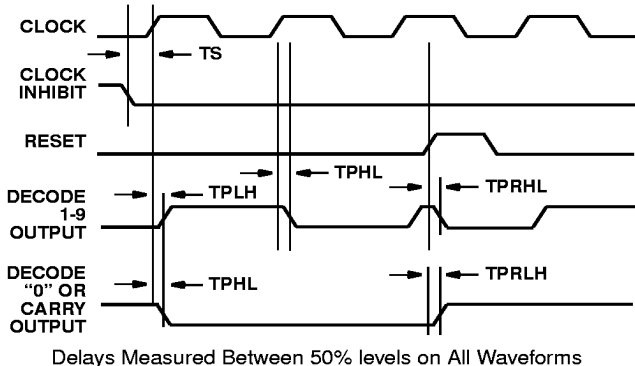 CLOCK
TS
CLOCK
INHIBIT
RESET
TPHL
TPLH
TPRHL
DECODE
1-9
OUTPUT
DECODE
“0” OR
CARRY
OUTPUT
TPHL
TPRLH
Delays Measured Between 50% levels on All Waveforms